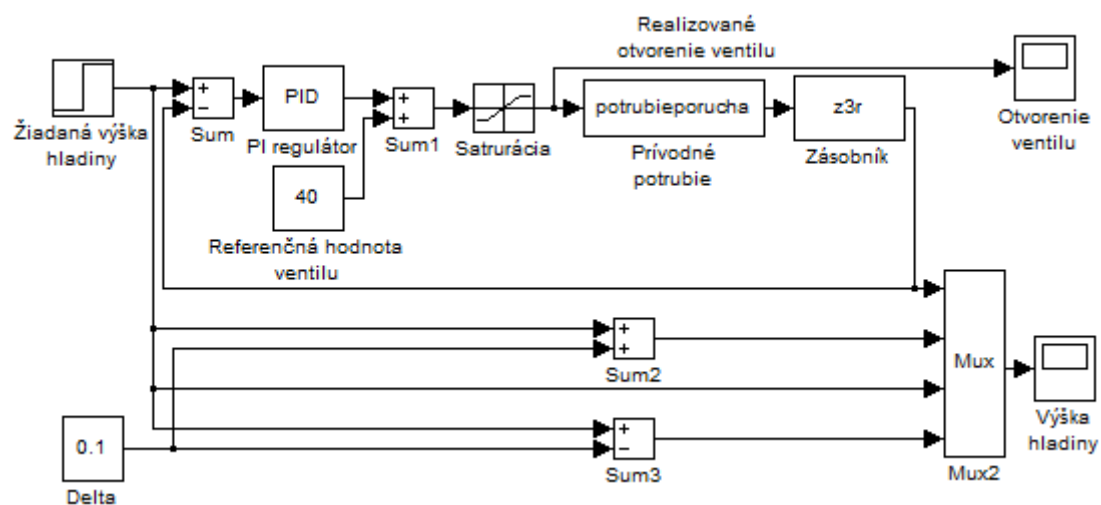 Realizované
otvorenie ventilu
Žiadaná výška
hladiny
+
−
Sum
PID
PI regulátor
+
+
Sum1
Satrurácia
potrubieporucha
Prívodné
potrubie
z3r
Zásobník
Otvorenie
ventilu
40
Referenčná hodnota
ventilu
+
+
Sum2
Mux
Mux2
Výška
hladiny
0.1
Delta
+
−
Sum3